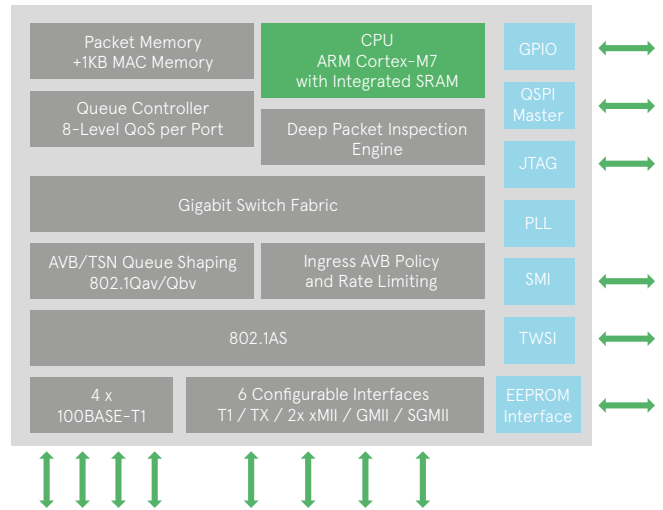 Packet Memory
+1KB MAC Memory
CPU
ARM Cortex-M7
with Integrated SRAM
GPIO
Queue Controller
8-Level QoS per Port
QSPI
Master
Deep Packet Inspection
Engine
JTAG
Gigabit Switch Fabric
PLL
AVB/TSN Queue Shaping
802.1Qav/Qbv
Ingress AVB Policy
and Rate Limiting
SMI
802.1AS
TWSI
4 x
100BASE-T1
6 Configurable Interfaces
T1 / TX / 2x xMII / GMII / SGMII
EEPROM
Interface